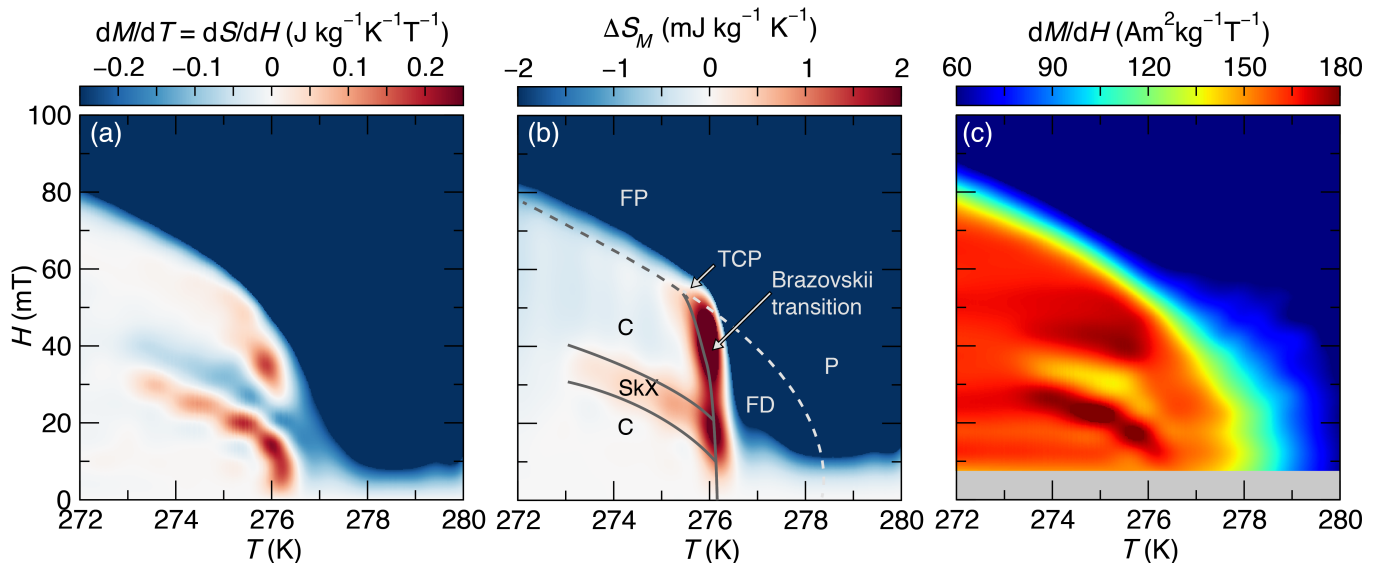 dM/dT = dS/dH (J kg⁻¹K⁻¹T⁻¹)
−0.2 −0.1 0 0.1 0.2
(a)
100
80
60
40
20
0
H (mT)
272 274 276 278 280
T (K)
ΔS_M (mJ kg⁻¹ K⁻¹)
−2 −1 0 1 2
(b)
FP
TCP
Brazovskii
transition
C
P
SkX
FD
C
272 274 276 278 280
T (K)
dM/dH (Am²kg⁻¹T⁻¹)
60 90 120 150 180
(c)
272 274 276 278 280
T (K)